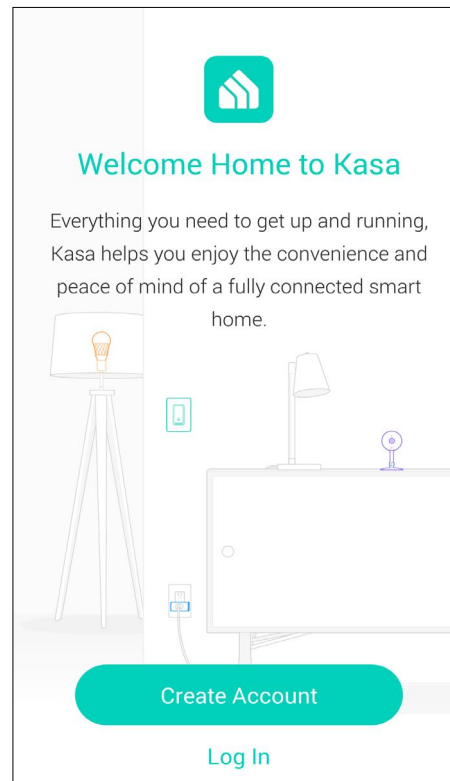 Welcome Home to Kasa
Everything you need to get up and running,
Kasa helps you enjoy the convenience and
peace of mind of a fully connected smart
home.
Create Account
Log In